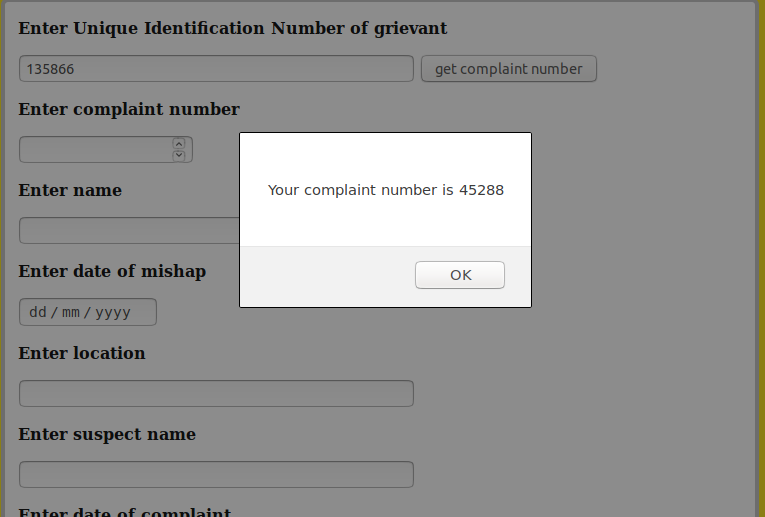 Enter Unique Identification Number of grievant
135866 get complaint number
Enter complaint number
Enter name
Your complaint number is 45288
Enter date of mishap
OK
dd / mm / yyyy
Enter location
Enter suspect name
Enter date of complaint